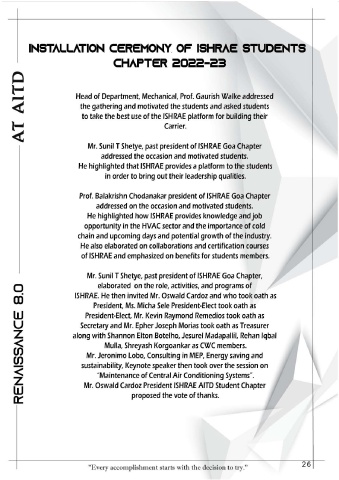 INSTALLATION CEREMONY OF ISHRAE STUDENTS
CHAPTER 2022-23
AT AITD
RENAISSANCE 8.0
Head of Department, Mechanical, Prof. Gaurish Walke addressed
the gathering and motivated the students and asked students
to take the best use of the ISHRAE platform for building their
Carrier.
Mr. Sunil T Shetye, past president of ISHRAE Goa Chapter
addressed the occasion and motivated students.
He highlighted that ISHRAE provides a platform to the students
in order to bring out their leadership qualities.
Prof. Balakrishn Chodanakar president of ISHRAE Goa Chapter
addressed on the occasion and motivated students.
He highlighted how ISHRAE provides knowledge and job
opportunity in the HVAC sector and the importance of cold
chain and upcoming days and potential growth of the industry.
He also elaborated on collaborations and certification courses
of ISHRAE and emphasized on benefits for students members.
Mr. Sunil T Shetye, past president of ISHRAE Goa Chapter,
elaborated on the role, activities, and programs of
ISHRAE. He then invited Mr. Oswald Cardoz and who took oath as
President, Ms. Micha Sele President-Elect took oath as
President-Elect, Mr. Kevin Raymond Remedios took oath as
Secretary and Mr. Epher Joseph Morias took oath as Treasurer
along with Shannon Elton Botelho, Jesurel Madapallil, Rehan Iqbal
Mulla, Shreyash Korgoankar as CWC members.
Mr. Jeronimo Lobo, Consulting in MEP, Energy saving and
sustainability, Keynote speaker then took over the session on
"Maintenance of Central Air Conditioning Systems".
Mr. Oswald Cardoz President ISHRAE AITD Student Chapter
proposed the vote of thanks.
"Every accomplishment starts with the decision to try."
26